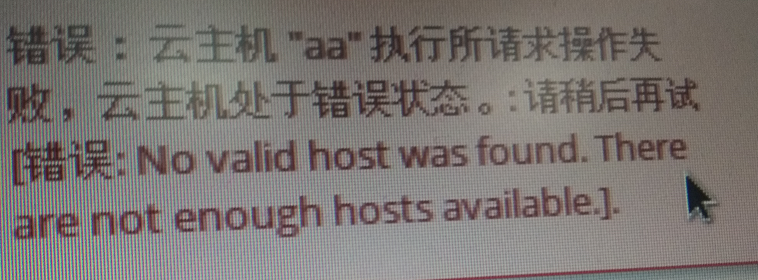 错误：云主机 "aa" 执行所请求操作失
败，云主机处于错误状态。:请稍后再试
[错误: No valid host was found. There
are not enough hosts available.].